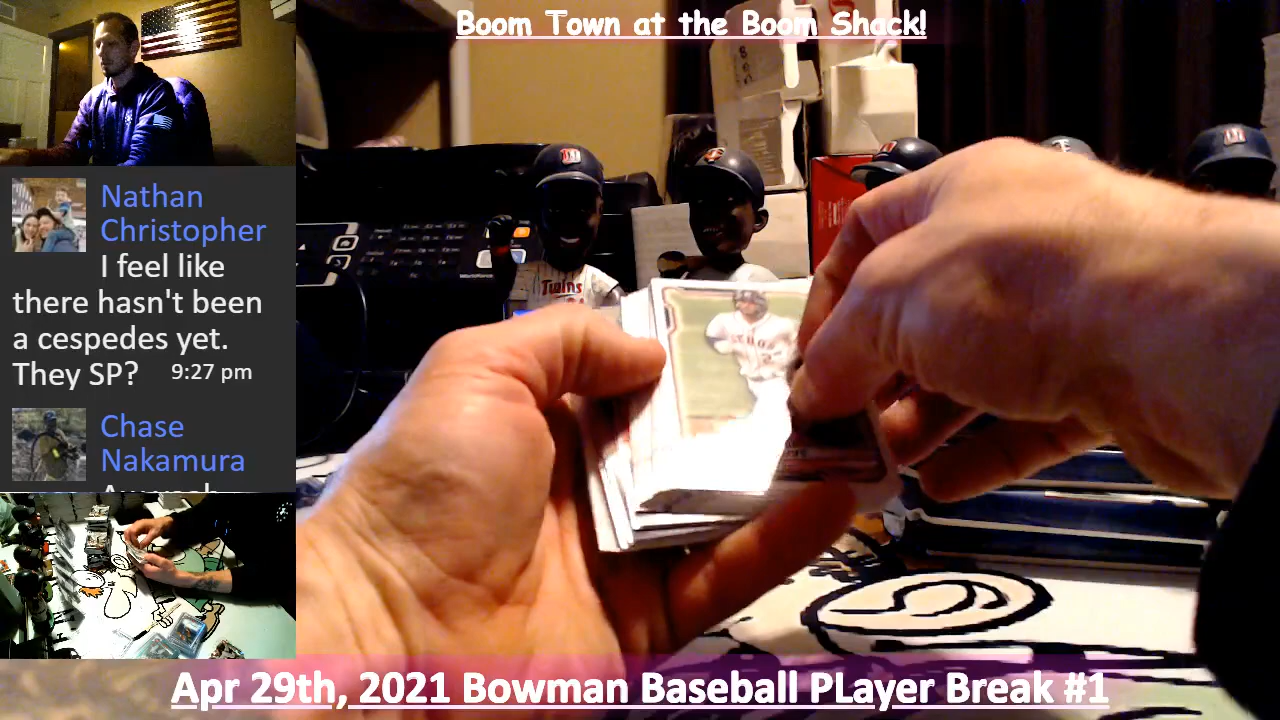 Boom Town at the Boom Shack!
Nathan
Christopher
I feel like
there hasn't been
a cespedes yet.
They SP? 9:27 pm
Chase
Nakamura
Twins
Apr 29th, 2021 Bowman Baseball PLayer Break #1